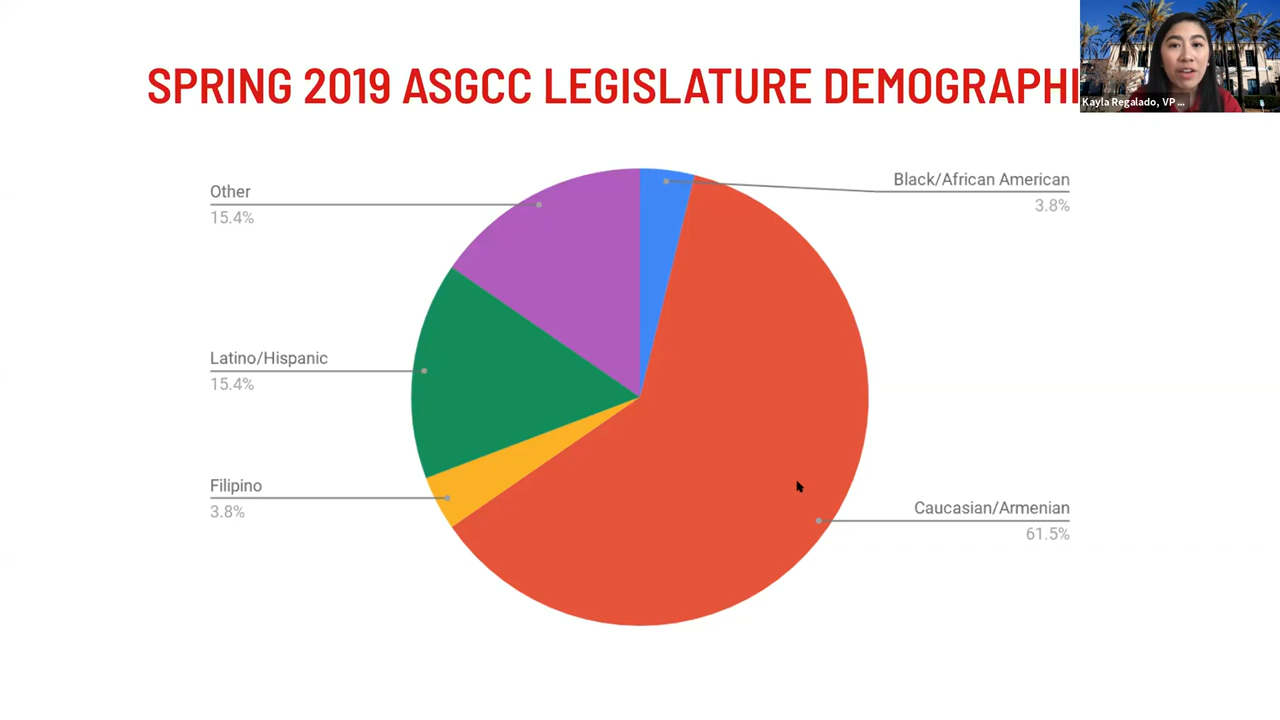 SPRING 2019 ASGCC LEGISLATURE DEMOGRAPHI
Kayla Regalado, VP ...
Other
15.4%
Black/African American
3.8%
Latino/Hispanic
15.4%
Filipino
3.8%
Caucasian/Armenian
61.5%